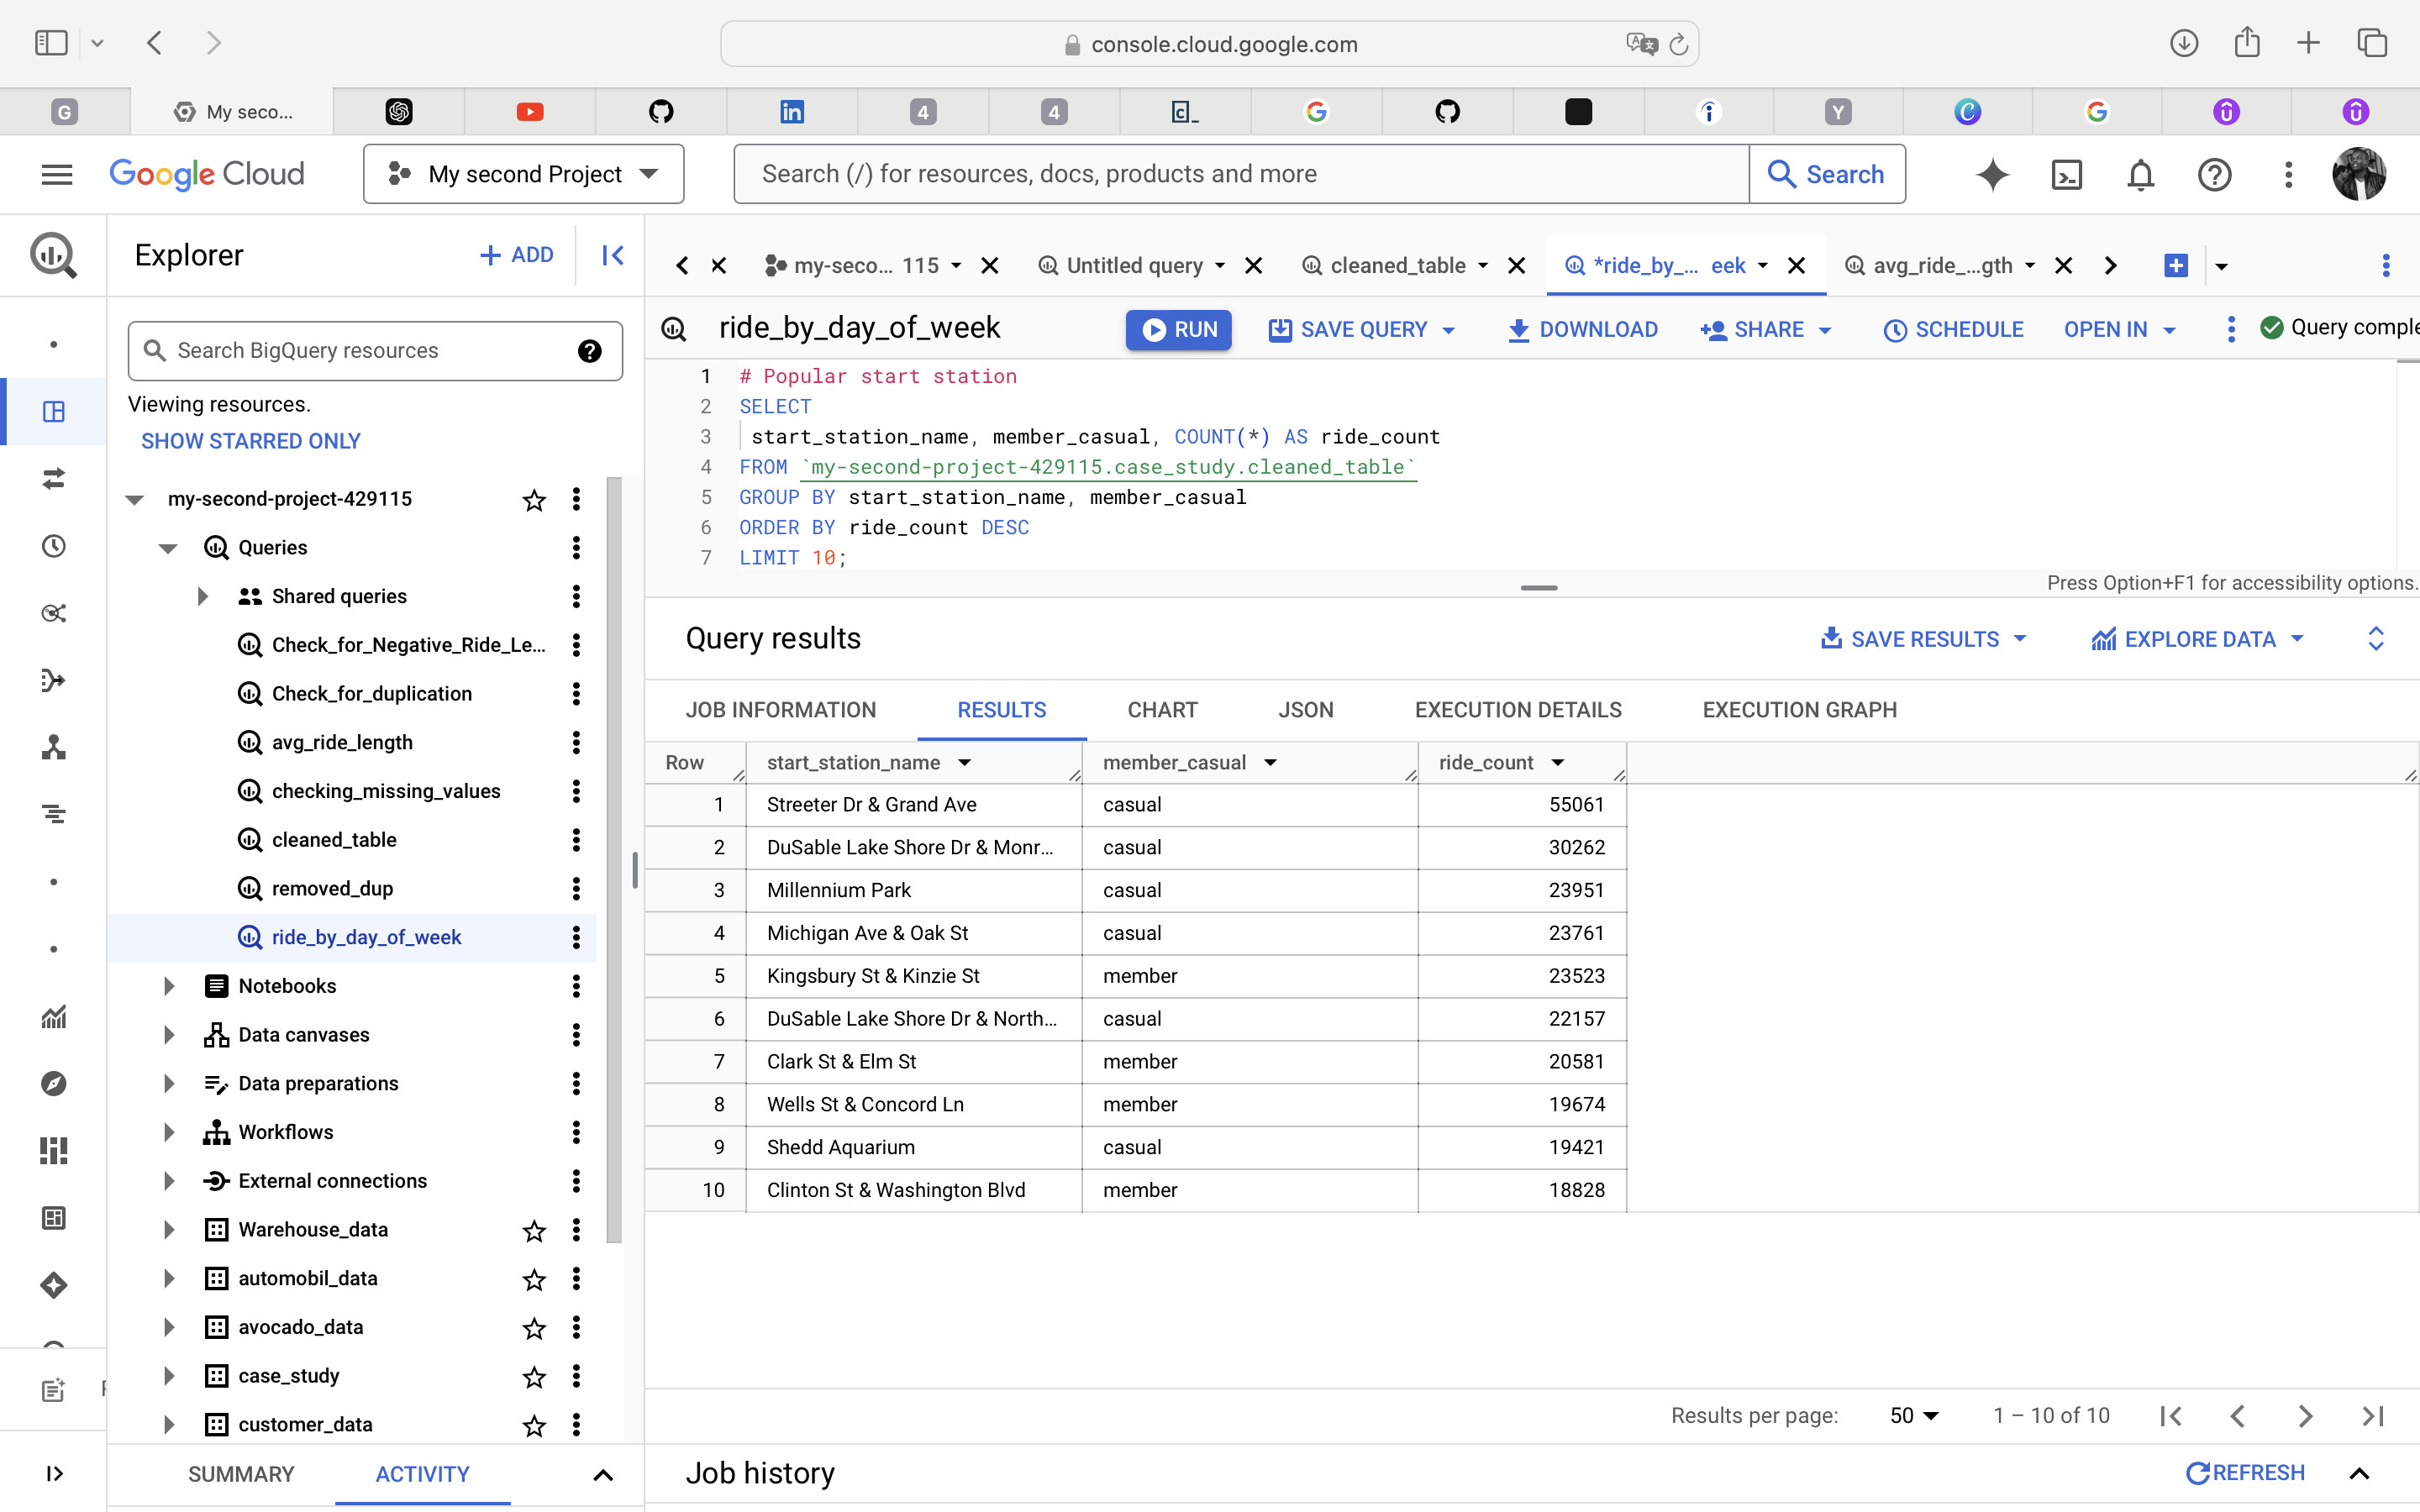 console.cloud.google.com
G
My seco...
in
4
4
c_
G
Y
C
G
Google Cloud
My second Project
Search (/) for resources, docs, products and more
Search
Explorer
+ ADD
my-seco... 115
Untitled query
cleaned_table
*ride_by_... eek
avg_ride_...gth
Search BigQuery resources
ride_by_day_of_week
RUN
SAVE QUERY
DOWNLOAD
SHARE
SCHEDULE
OPEN IN
Query comple
Viewing resources.
SHOW STARRED ONLY
my-second-project-429115
Queries
Shared queries
Check_for_Negative_Ride_Le...
Check_for_duplication
avg_ride_length
checking_missing_values
cleaned_table
removed_dup
ride_by_day_of_week
Notebooks
Data canvases
Data preparations
Workflows
External connections
Warehouse_data
automobil_data
avocado_data
case_study
customer_data
SUMMARY
ACTIVITY
1 # Popular start station
2 SELECT
3 start_station_name, member_casual, COUNT(*) AS ride_count
4 FROM `my-second-project-429115.case_study.cleaned_table`
5 GROUP BY start_station_name, member_casual
6 ORDER BY ride_count DESC
7 LIMIT 10;
Press Option+F1 for accessibility options.
Query results
SAVE RESULTS
EXPLORE DATA
JOB INFORMATION
RESULTS
CHART
JSON
EXECUTION DETAILS
EXECUTION GRAPH
Row start_station_name member_casual ride_count
1 Streeter Dr & Grand Ave casual 55061
2 DuSable Lake Shore Dr & Monr... casual 30262
3 Millennium Park casual 23951
4 Michigan Ave & Oak St casual 23761
5 Kingsbury St & Kinzie St member 23523
6 DuSable Lake Shore Dr & North... casual 22157
7 Clark St & Elm St member 20581
8 Wells St & Concord Ln member 19674
9 Shedd Aquarium casual 19421
10 Clinton St & Washington Blvd member 18828
Results per page: 50 1 – 10 of 10
Job history
REFRESH